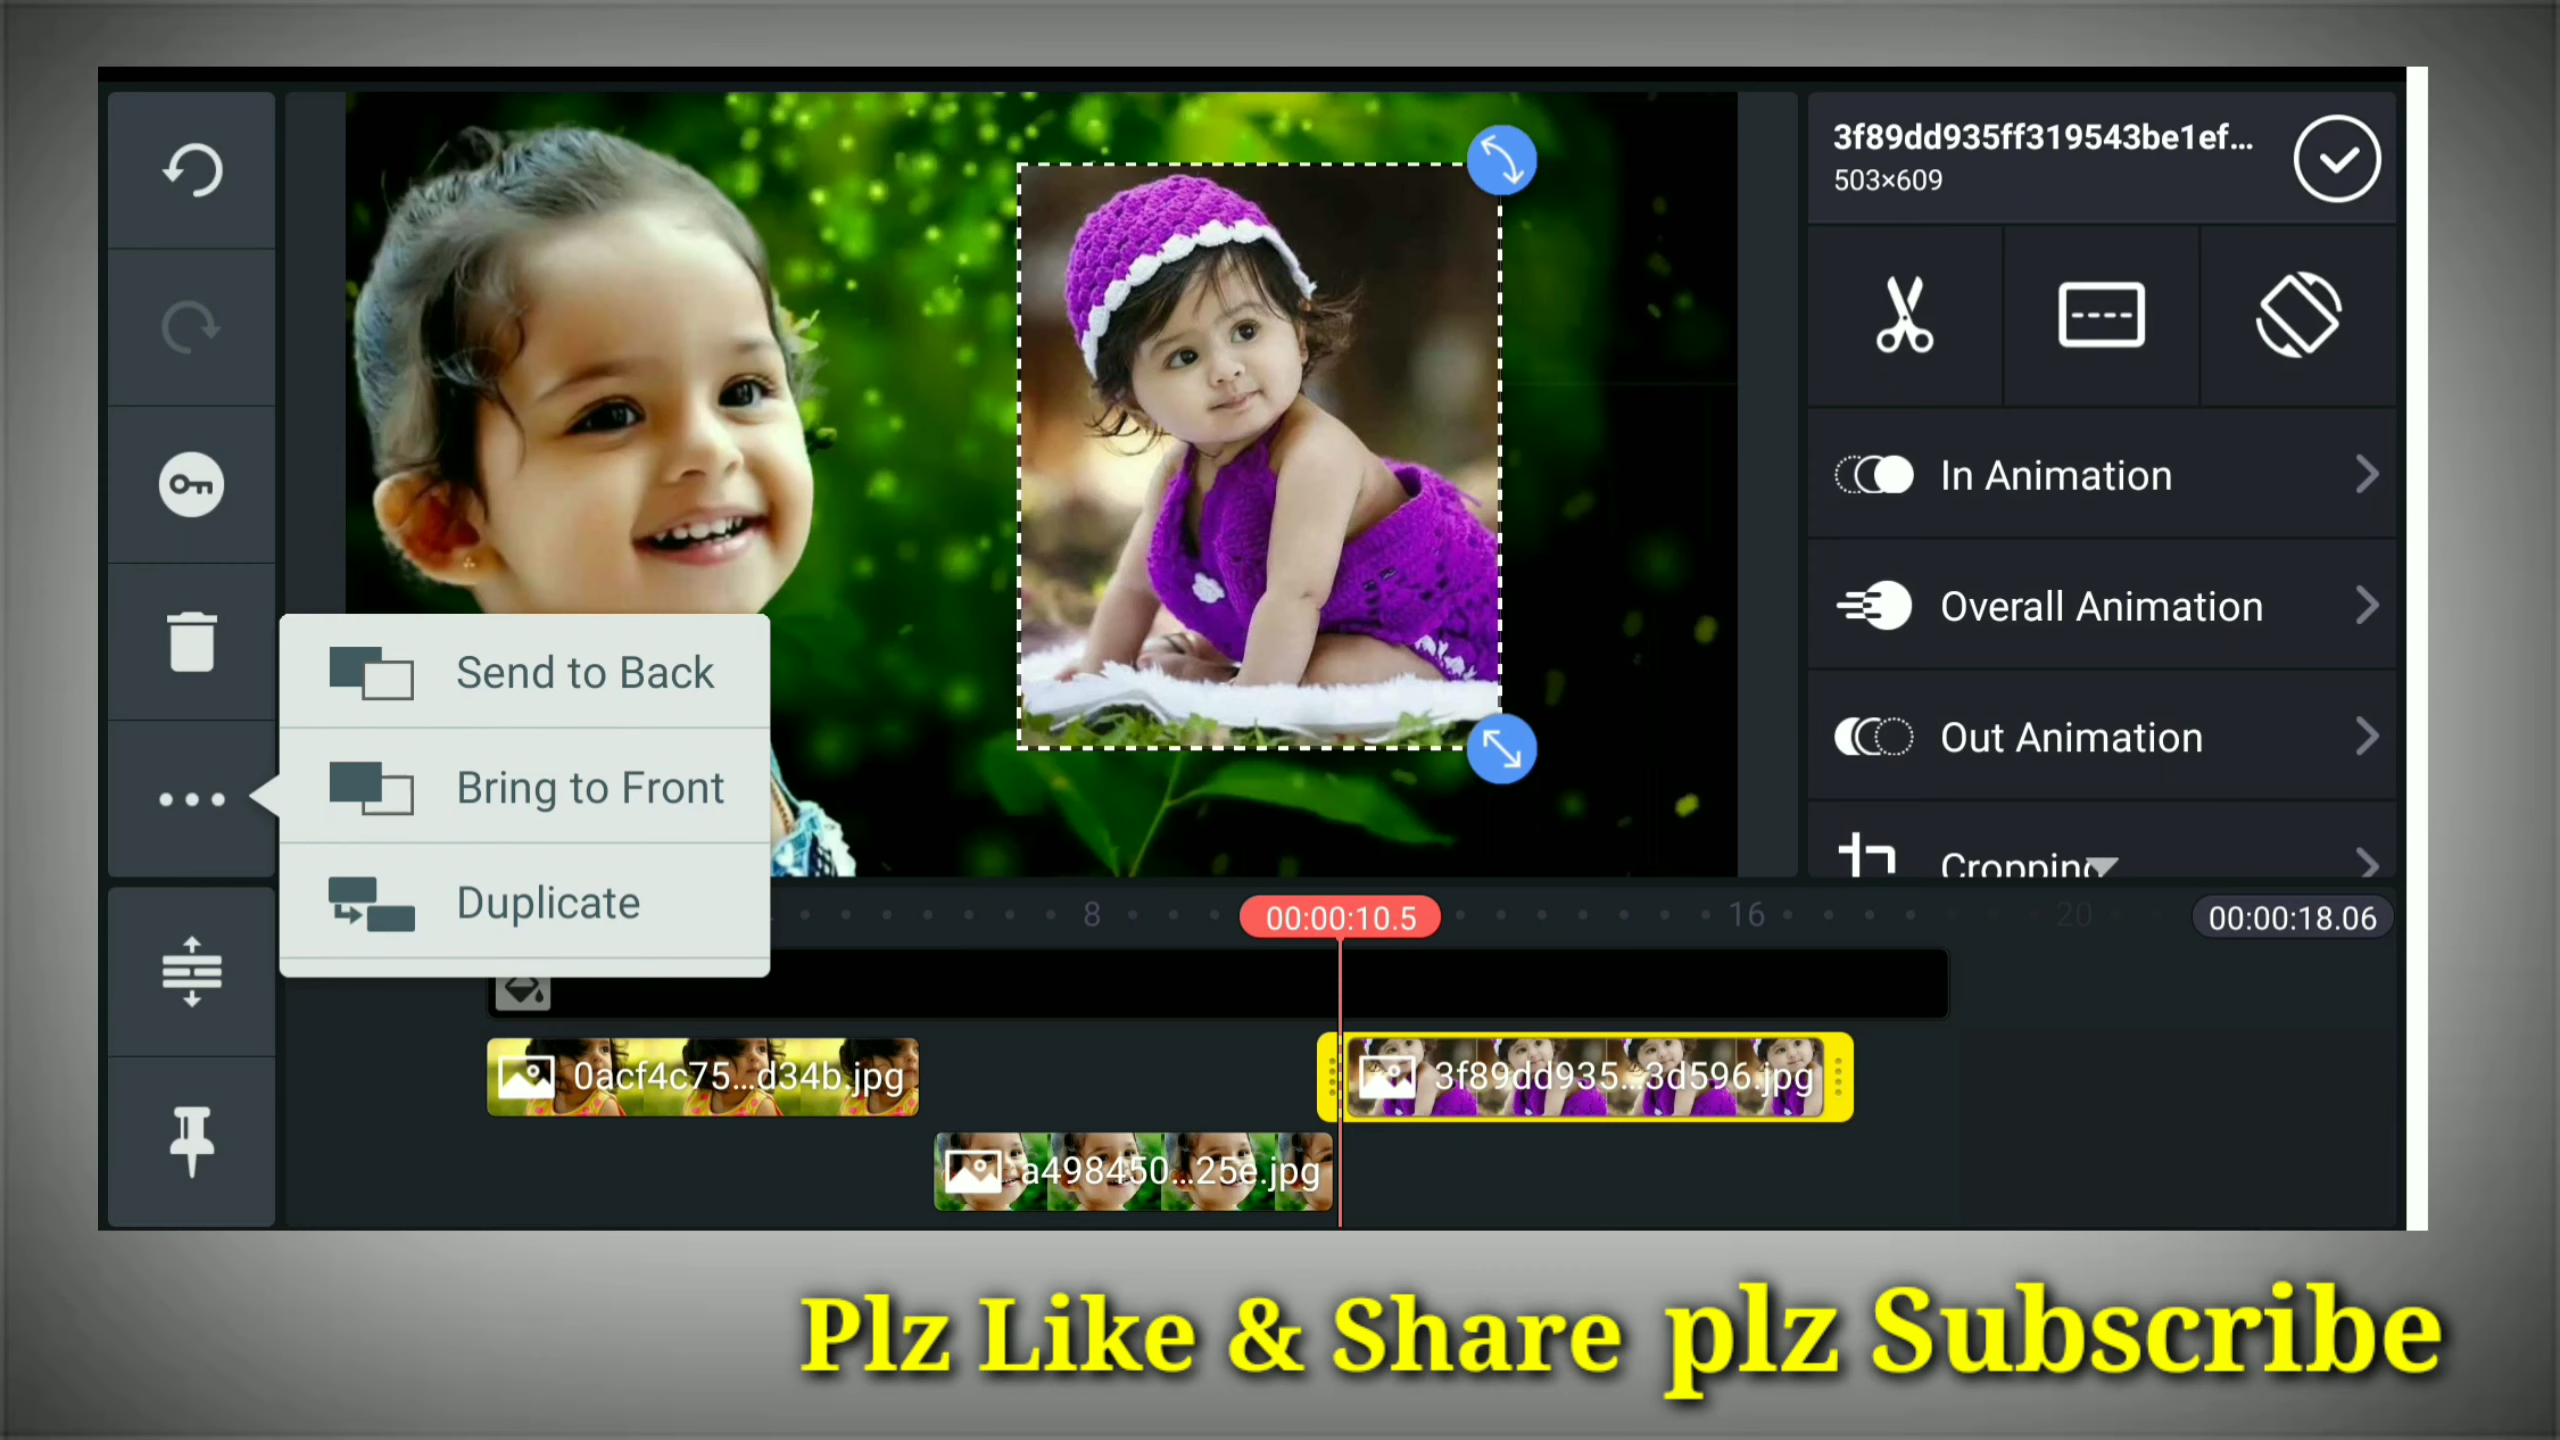 3f89dd935ff319543be1ef...
503×609
In Animation
Overall Animation
Out Animation
Cropping
Send to Back
Bring to Front
Duplicate
8
00:00:10.5
16
20
00:00:18.06
0acf4c75...d34b.jpg
3f89dd935...3d596.jpg
a498450...25e.jpg
Plz Like & Share plz Subscribe